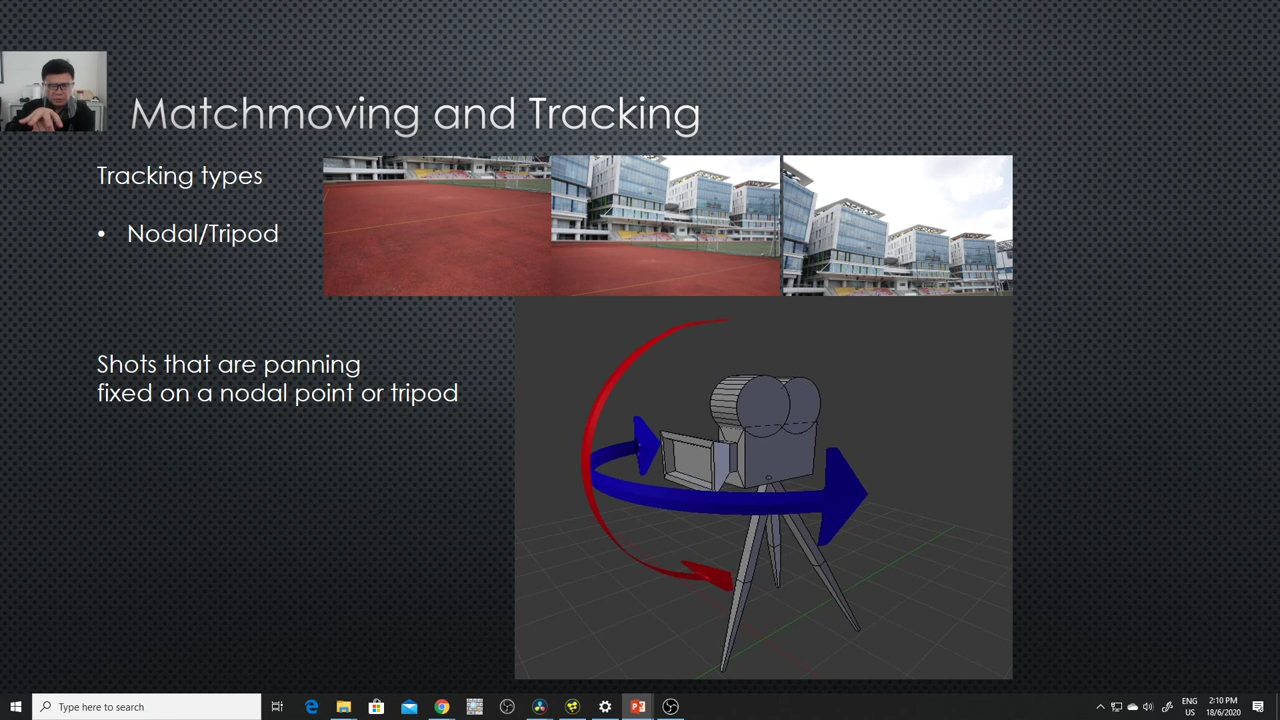 Matchmoving and Tracking
Tracking types
• Nodal/Tripod
Shots that are panning
fixed on a nodal point or tripod
Type here to search
ENG
US
2:10 PM
18/6/2020